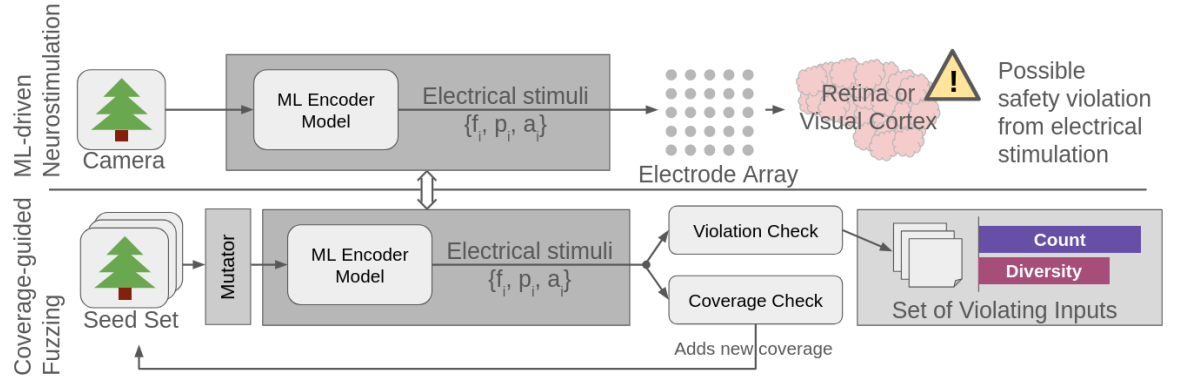 ML-driven
Neurostimulation
Camera
ML Encoder
Model
Electrical stimuli
{fᵢ, pᵢ, aᵢ}
Electrode Array
Retina or
Visual Cortex
!
Possible
safety violation
from electrical
stimulation
Coverage-guided
Fuzzing
Seed Set
Mutator
ML Encoder
Model
Electrical stimuli
{fᵢ, pᵢ, aᵢ}
Violation Check
Coverage Check
Adds new coverage
Count
Diversity
Set of Violating Inputs